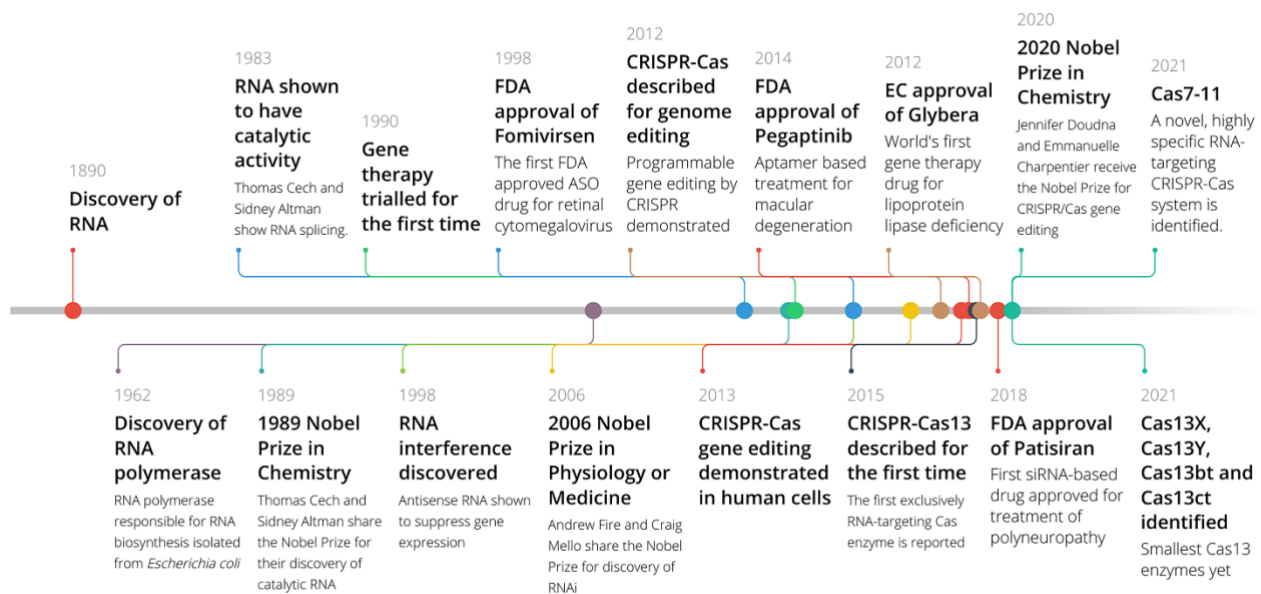 1890
Discovery of
RNA
1983
RNA shown
to have
catalytic
activity
Thomas Cech and
Sidney Altman
show RNA splicing.
1990
Gene
therapy
trialled for
the first time
1998
FDA
approval of
Fomivirsen
The first FDA
approved ASO
drug for retinal
cytomegalovirus
2012
CRISPR-Cas
described
for genome
editing
Programmable
gene editing by
CRISPR
demonstrated
2014
FDA
approval of
Pegaptinib
Aptamer based
treatment for
macular
degeneration
2012
EC approval
of Glybera
World's first
gene therapy
drug for
lipoprotein
lipase deficiency
2020
2020 Nobel
Prize in
Chemistry
Jennifer Doudna
and Emmanuelle
Charpentier receive
the Nobel Prize for
CRISPR/Cas gene
editing
2021
Cas7-11
A novel, highly
specific RNA-
targeting
CRISPR-Cas
system is
identified.
1962
Discovery of
RNA
polymerase
RNA polymerase
responsible for RNA
biosynthesis isolated
from Escherichia coli
1989
1989 Nobel
Prize in
Chemistry
Thomas Cech and
Sidney Altman share
the Nobel Prize for
their discovery of
catalytic RNA
1998
RNA
interference
discovered
Antisense RNA shown
to suppress gene
expression
2006
2006 Nobel
Prize in
Physiology or
Medicine
Andrew Fire and Craig
Mello share the Nobel
Prize for discovery of
RNAi
2013
CRISPR-Cas
gene editing
demonstrated
in human cells
2015
CRISPR-Cas13
described for
the first time
The first exclusively
RNA-targeting Cas
enzyme is reported
2018
FDA approval
of Patisiran
First siRNA-based
drug approved for
treatment of
polyneuropathy
2021
Cas13X,
Cas13Y,
Cas13bt and
Cas13ct
identified
Smallest Cas13
enzymes yet